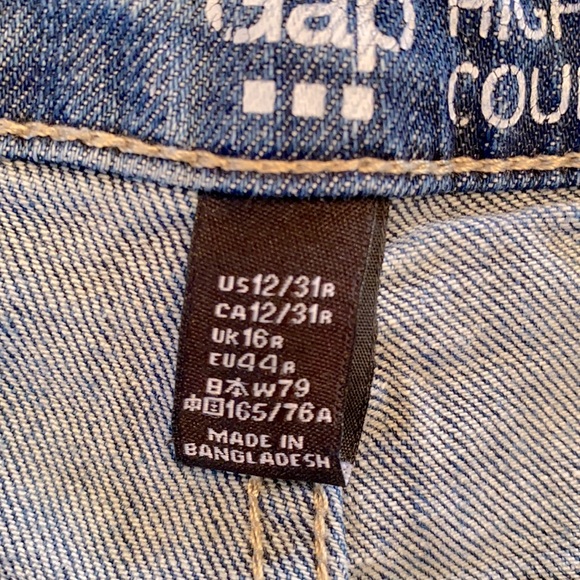 Gap
COU
US12/31R
CA12/31R
UK16R
EU44R
日本W79
中国165/76A
MADE IN
BANGLADESH